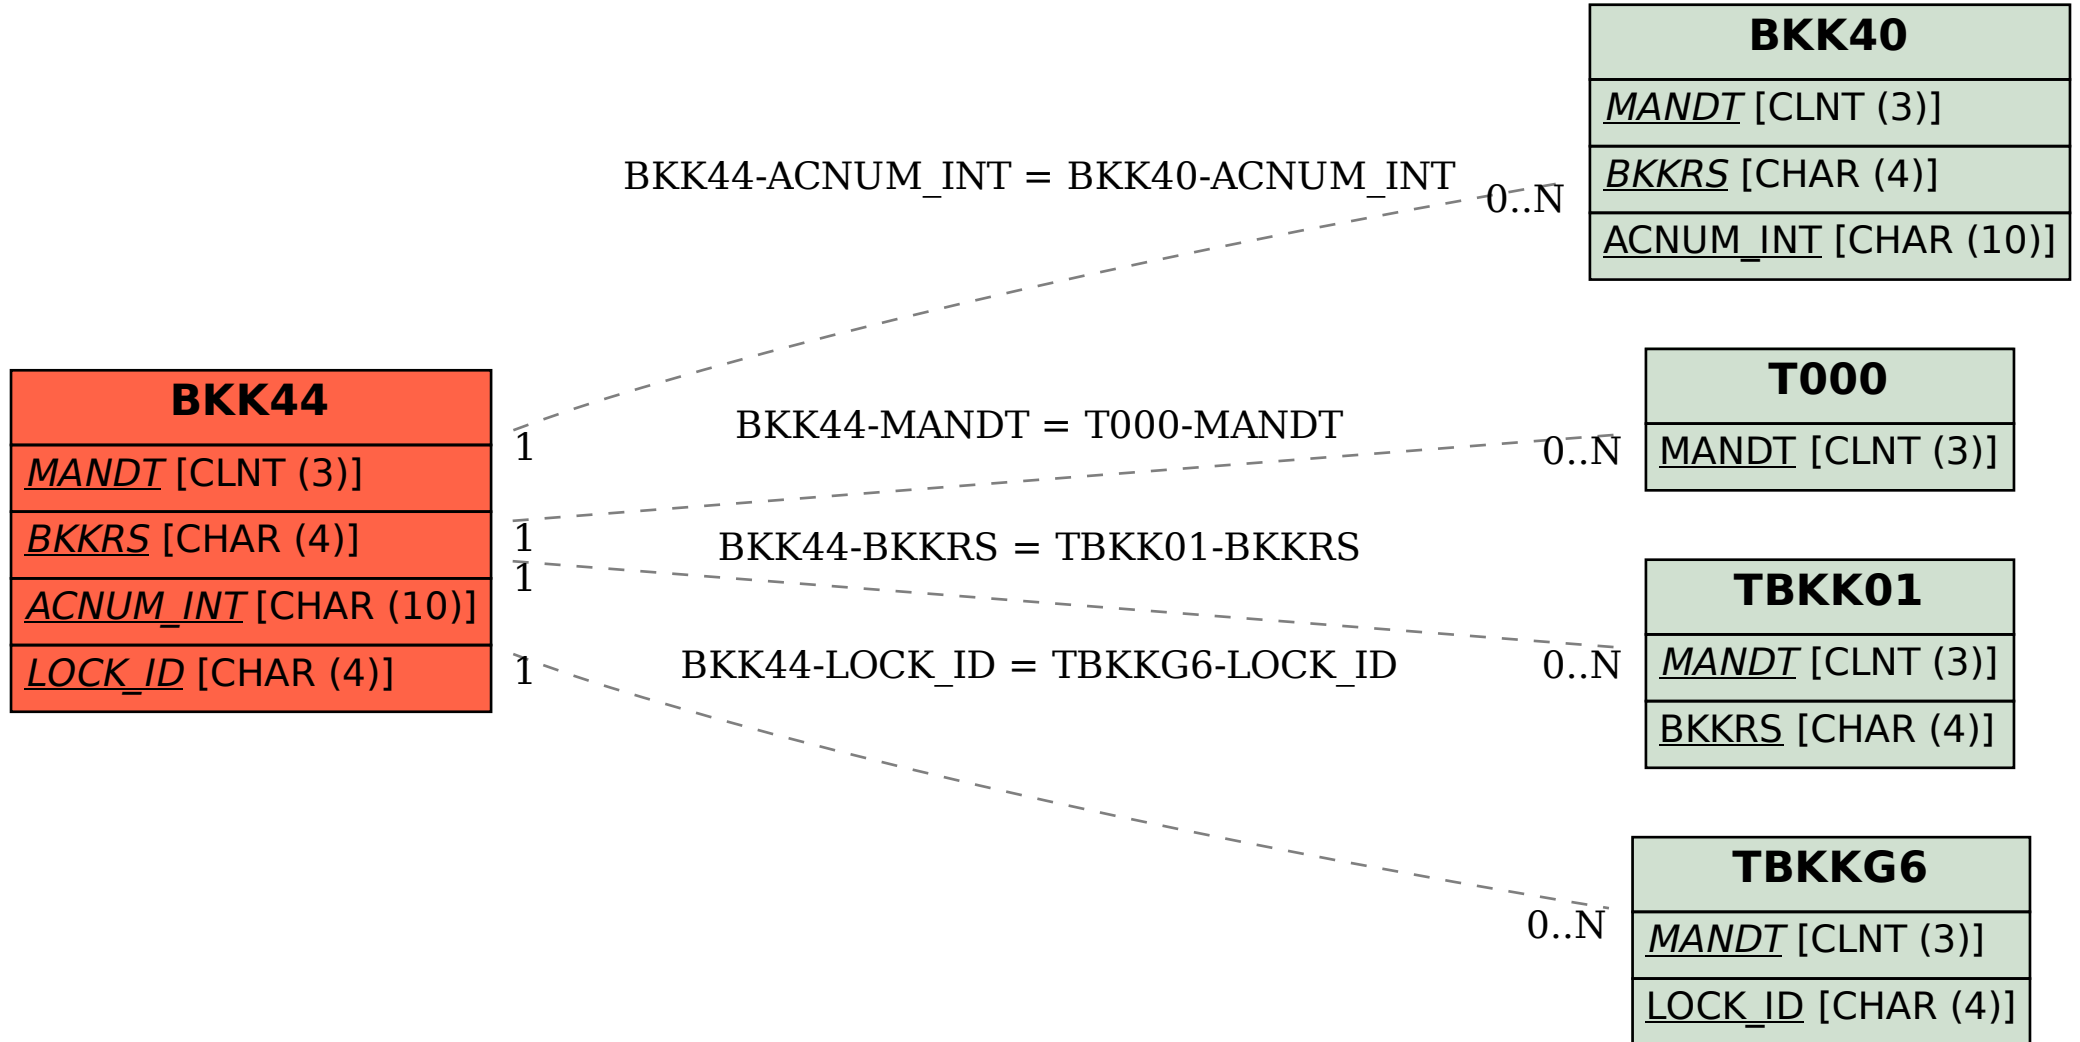 BKK40
MANDT [CLNT (3)]
BKKRS [CHAR (4)]
ACNUM_INT [CHAR (10)]
BKK44-ACNUM_INT = BKK40-ACNUM_INT
0..N
1
BKK44
MANDT [CLNT (3)]
BKKRS [CHAR (4)]
ACNUM_INT [CHAR (10)]
LOCK_ID [CHAR (4)]
BKK44-MANDT = T000-MANDT
0..N
1
T000
MANDT [CLNT (3)]
BKK44-BKKRS = TBKK01-BKKRS
1
0..N
TBKK01
MANDT [CLNT (3)]
BKKRS [CHAR (4)]
BKK44-LOCK_ID = TBKKG6-LOCK_ID
1
0..N
TBKKG6
MANDT [CLNT (3)]
LOCK_ID [CHAR (4)]